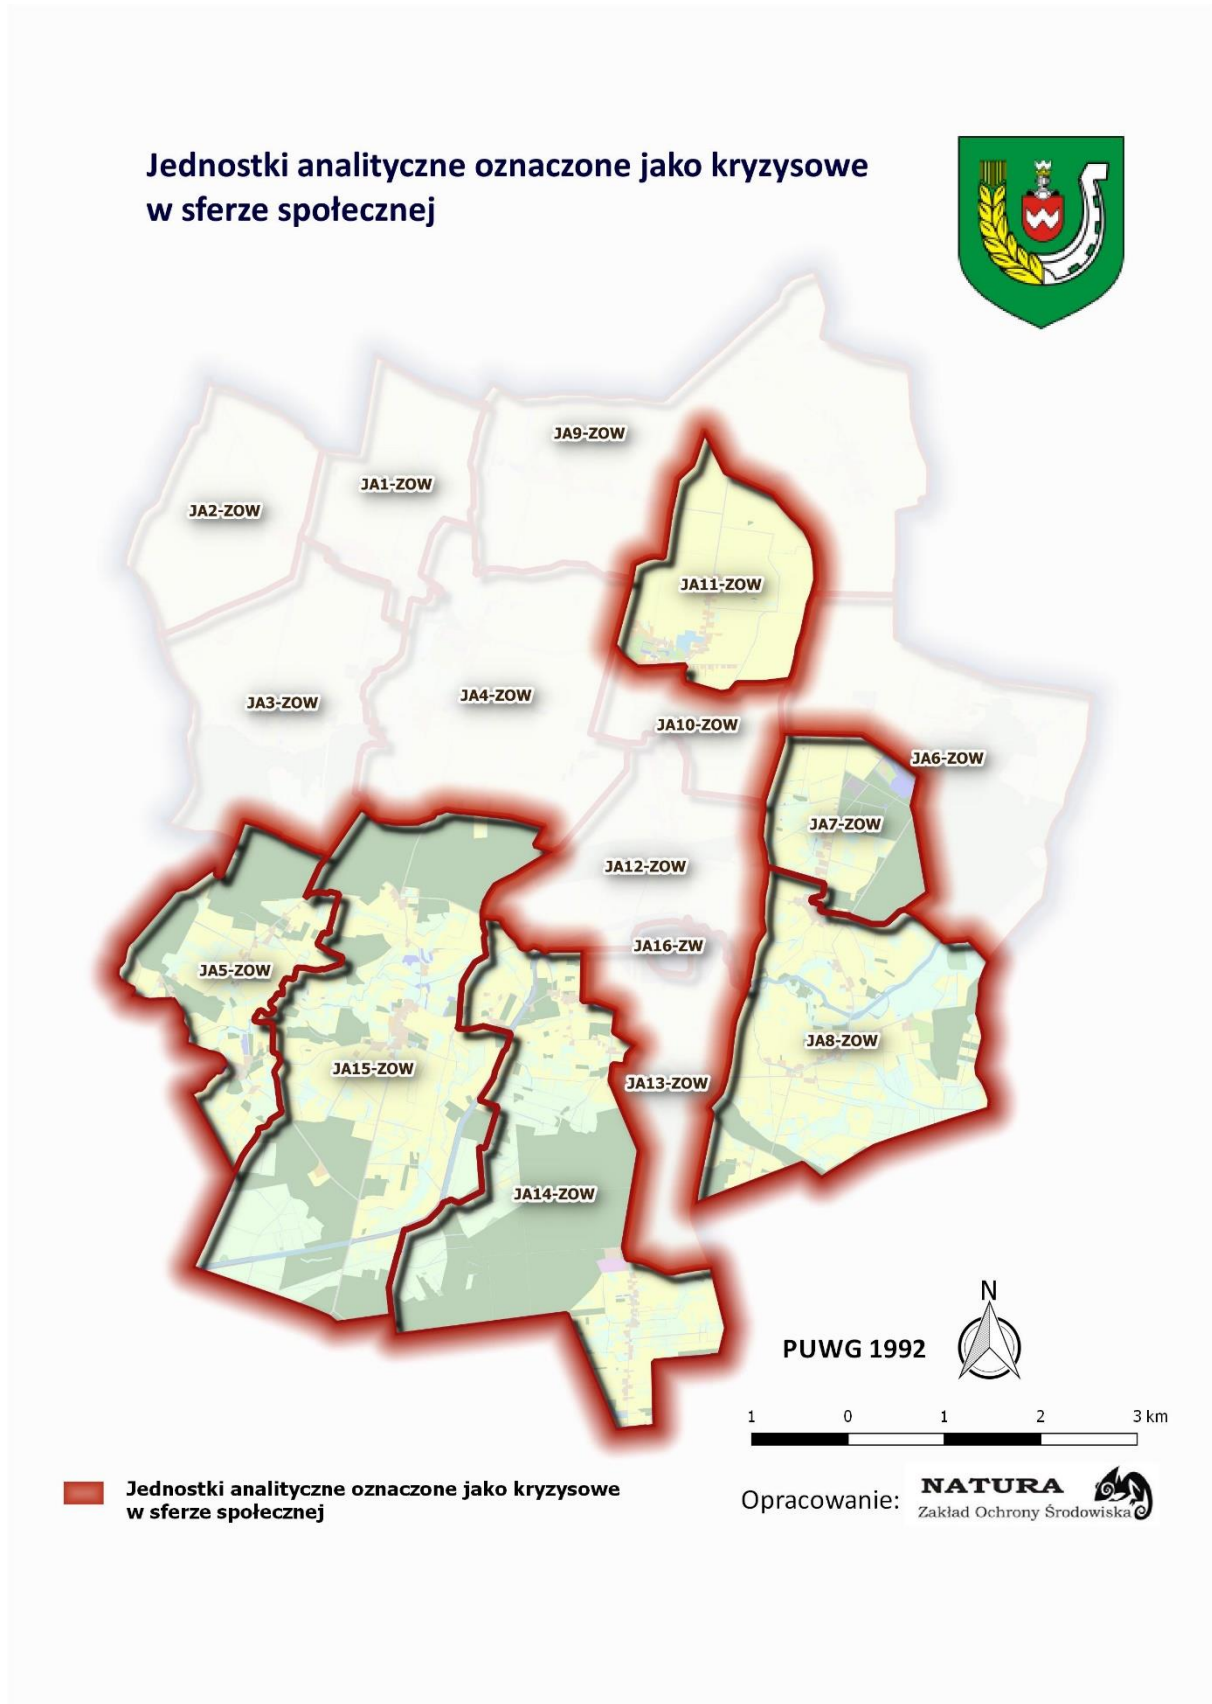 Jednostki analityczne oznaczone jako kryzysowe
w sferze społecznej
JA9-ZOW
JA1-ZOW
JA2-ZOW
JA11-ZOW
JA3-ZOW
JA4-ZOW
JA10-ZOW
JA6-ZOW
JA7-ZOW
JA12-ZOW
JA16-ZW
JA5-ZOW
JA8-ZOW
JA15-ZOW
JA13-ZOW
JA14-ZOW
N
PUWG 1992
1 0 1 2 3 km
Jednostki analityczne oznaczone jako kryzysowe
w sferze społecznej
Opracowanie:
NATURA
Zakład Ochrony Środowiska